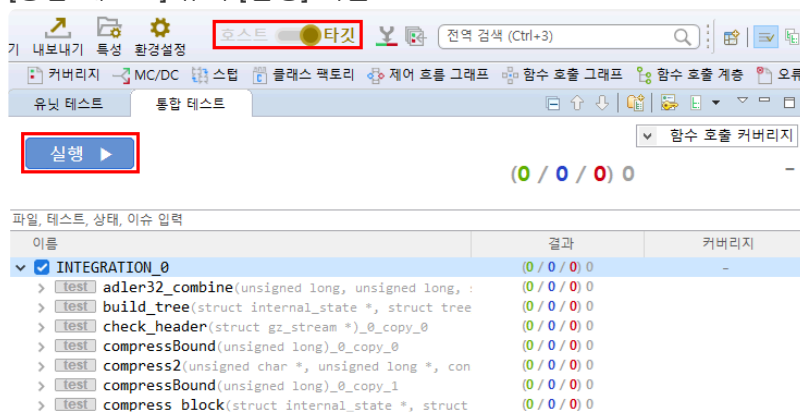 내보내기 특성 환경설정 호스트 타깃 전역 검색 (Ctrl+3)
커버리지 MC/DC 스텁 클래스 팩토리 제어 흐름 그래프 함수 호출 그래프 함수 호출 계층 오류
유닛 테스트 통합 테스트
함수 호출 커버리지
실행
(0 / 0 / 0) 0 –
파일, 테스트, 상태, 이슈 입력
이름 결과 커버리지
INTEGRATION_0 (0 / 0 / 0) 0 –
test adler32_combine(unsigned long, unsigned long, (0 / 0 / 0) 0
test build_tree(struct internal_state *, struct tree (0 / 0 / 0) 0
test check_header(struct gz_stream *)_0_copy_0 (0 / 0 / 0) 0
test compressBound(unsigned long)_0_copy_0 (0 / 0 / 0) 0
test compress2(unsigned char *, unsigned long *, con (0 / 0 / 0) 0
test compressBound(unsigned long)_0_copy_1 (0 / 0 / 0) 0
test compress_block(struct internal_state *, struct (0 / 0 / 0) 0